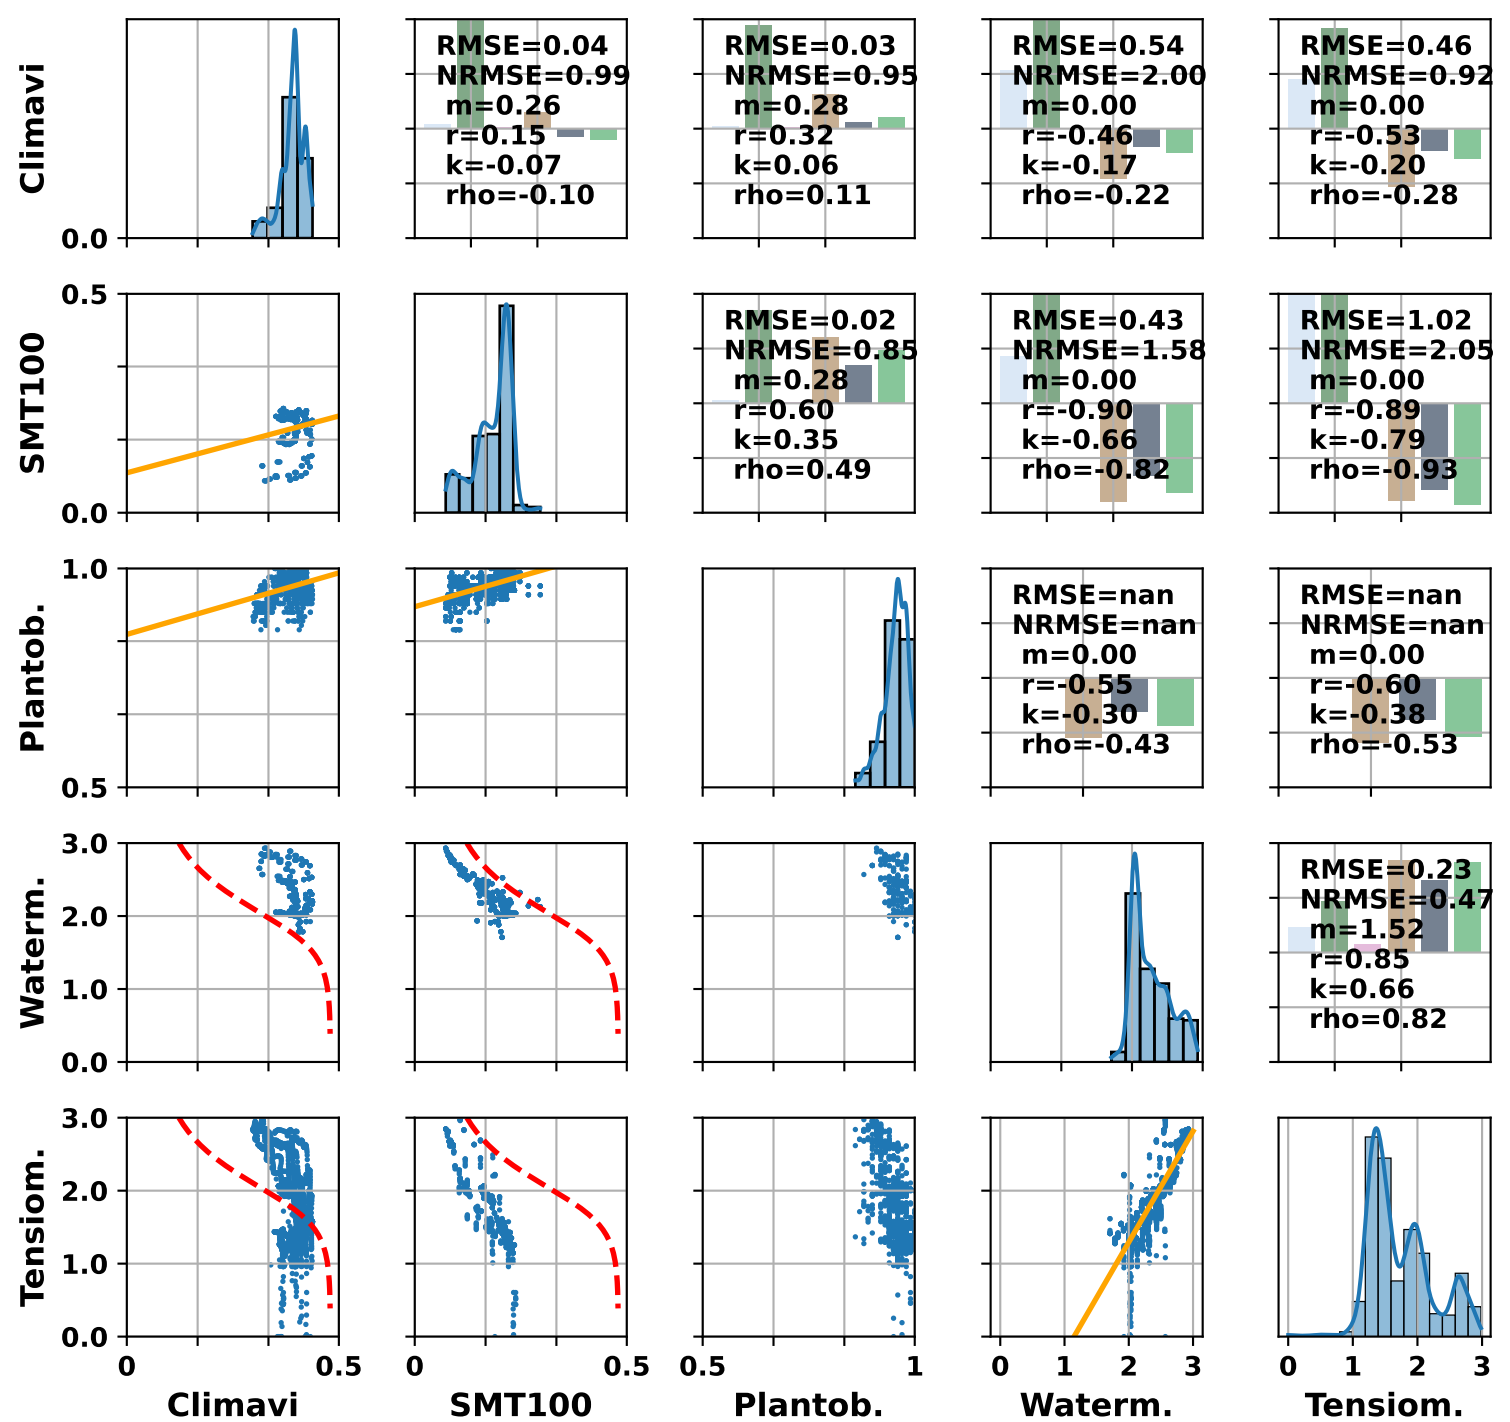 Climavi
0.0
RMSE=0.04
NRMSE=0.99
m=0.26
r=0.15
k=-0.07
rho=-0.10
RMSE=0.03
NRMSE=0.95
m=0.28
r=0.32
k=0.06
rho=0.11
RMSE=0.54
NRMSE=2.00
m=0.00
r=-0.46
k=-0.17
rho=-0.22
RMSE=0.46
NRMSE=0.92
m=0.00
r=-0.53
k=-0.20
rho=-0.28
SMT100
0.5
0.0
RMSE=0.02
NRMSE=0.85
m=0.28
r=0.60
k=0.35
rho=0.49
RMSE=0.43
NRMSE=1.58
m=0.00
r=-0.90
k=-0.66
rho=-0.82
RMSE=1.02
NRMSE=2.05
m=0.00
r=-0.89
k=-0.79
rho=-0.93
Plantob.
1.0
0.5
RMSE=nan
NRMSE=nan
m=0.00
r=-0.55
k=-0.30
rho=-0.43
RMSE=nan
NRMSE=nan
m=0.00
r=-0.60
k=-0.38
rho=-0.53
Waterm.
3.0
2.0
1.0
0.0
RMSE=0.23
NRMSE=0.47
m=1.52
r=0.85
k=0.66
rho=0.82
Tensiom.
3.0
2.0
1.0
0.0
0 0.5
0 0.5
0.5 1
0 1 2 3
0 1 2 3
Climavi
SMT100
Plantob.
Waterm.
Tensiom.